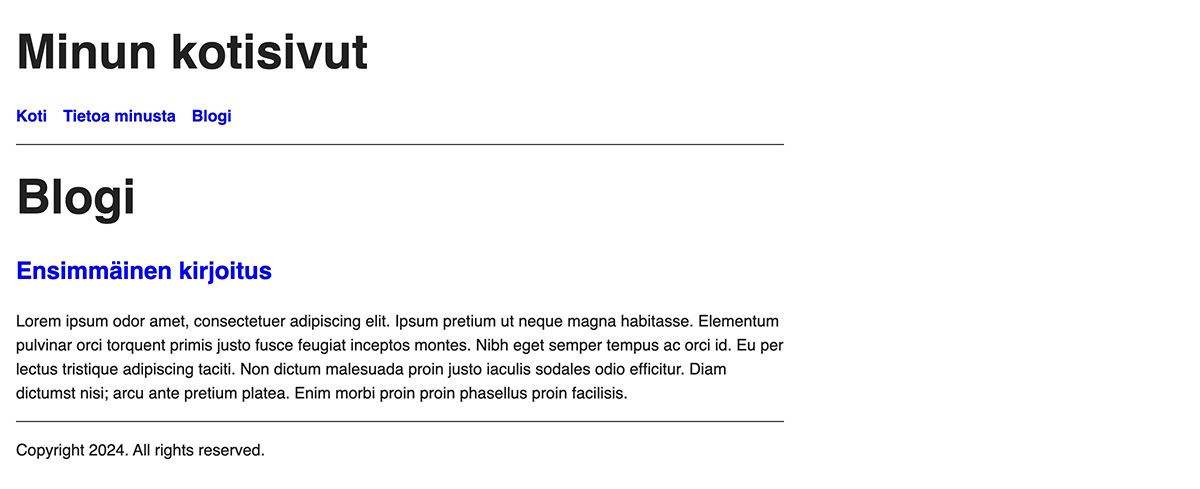 Minun kotisivut
Koti Tietoa minusta Blogi
Blogi
Ensimmäinen kirjoitus
Lorem ipsum odor amet, consectetuer adipiscing elit. Ipsum pretium ut neque magna habitasse. Elementum
pulvinar orci torquent primis justo fusce feugiat inceptos montes. Nibh eget semper tempus ac orci id. Eu per
lectus tristique adipiscing taciti. Non dictum malesuada proin justo iaculis sodales odio efficitur. Diam
dictumst nisi; arcu ante pretium platea. Enim morbi proin proin phasellus proin facilisis.
Copyright 2024. All rights reserved.